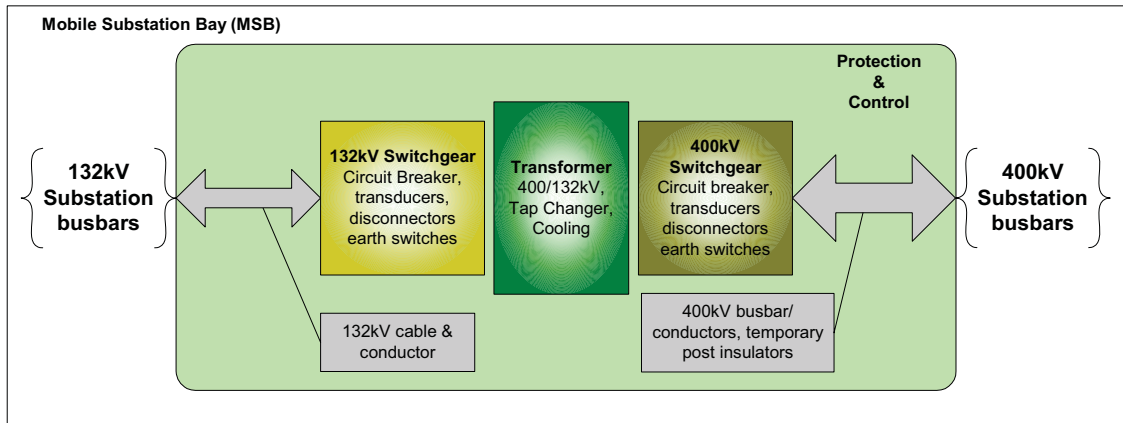 Mobile Substation Bay (MSB)
Protection
&
Control
132kV
Substation
busbars
132kV Switchgear
Circuit Breaker,
transducers,
disconnectors
earth switches
Transformer
400/132kV,
Tap Changer,
Cooling
400kV
Switchgear
Circuit breaker,
transducers
disconnectors
earth switches
400kV
Substation
busbars
132kV cable &
conductor
400kV busbar/
conductors, temporary
post insulators